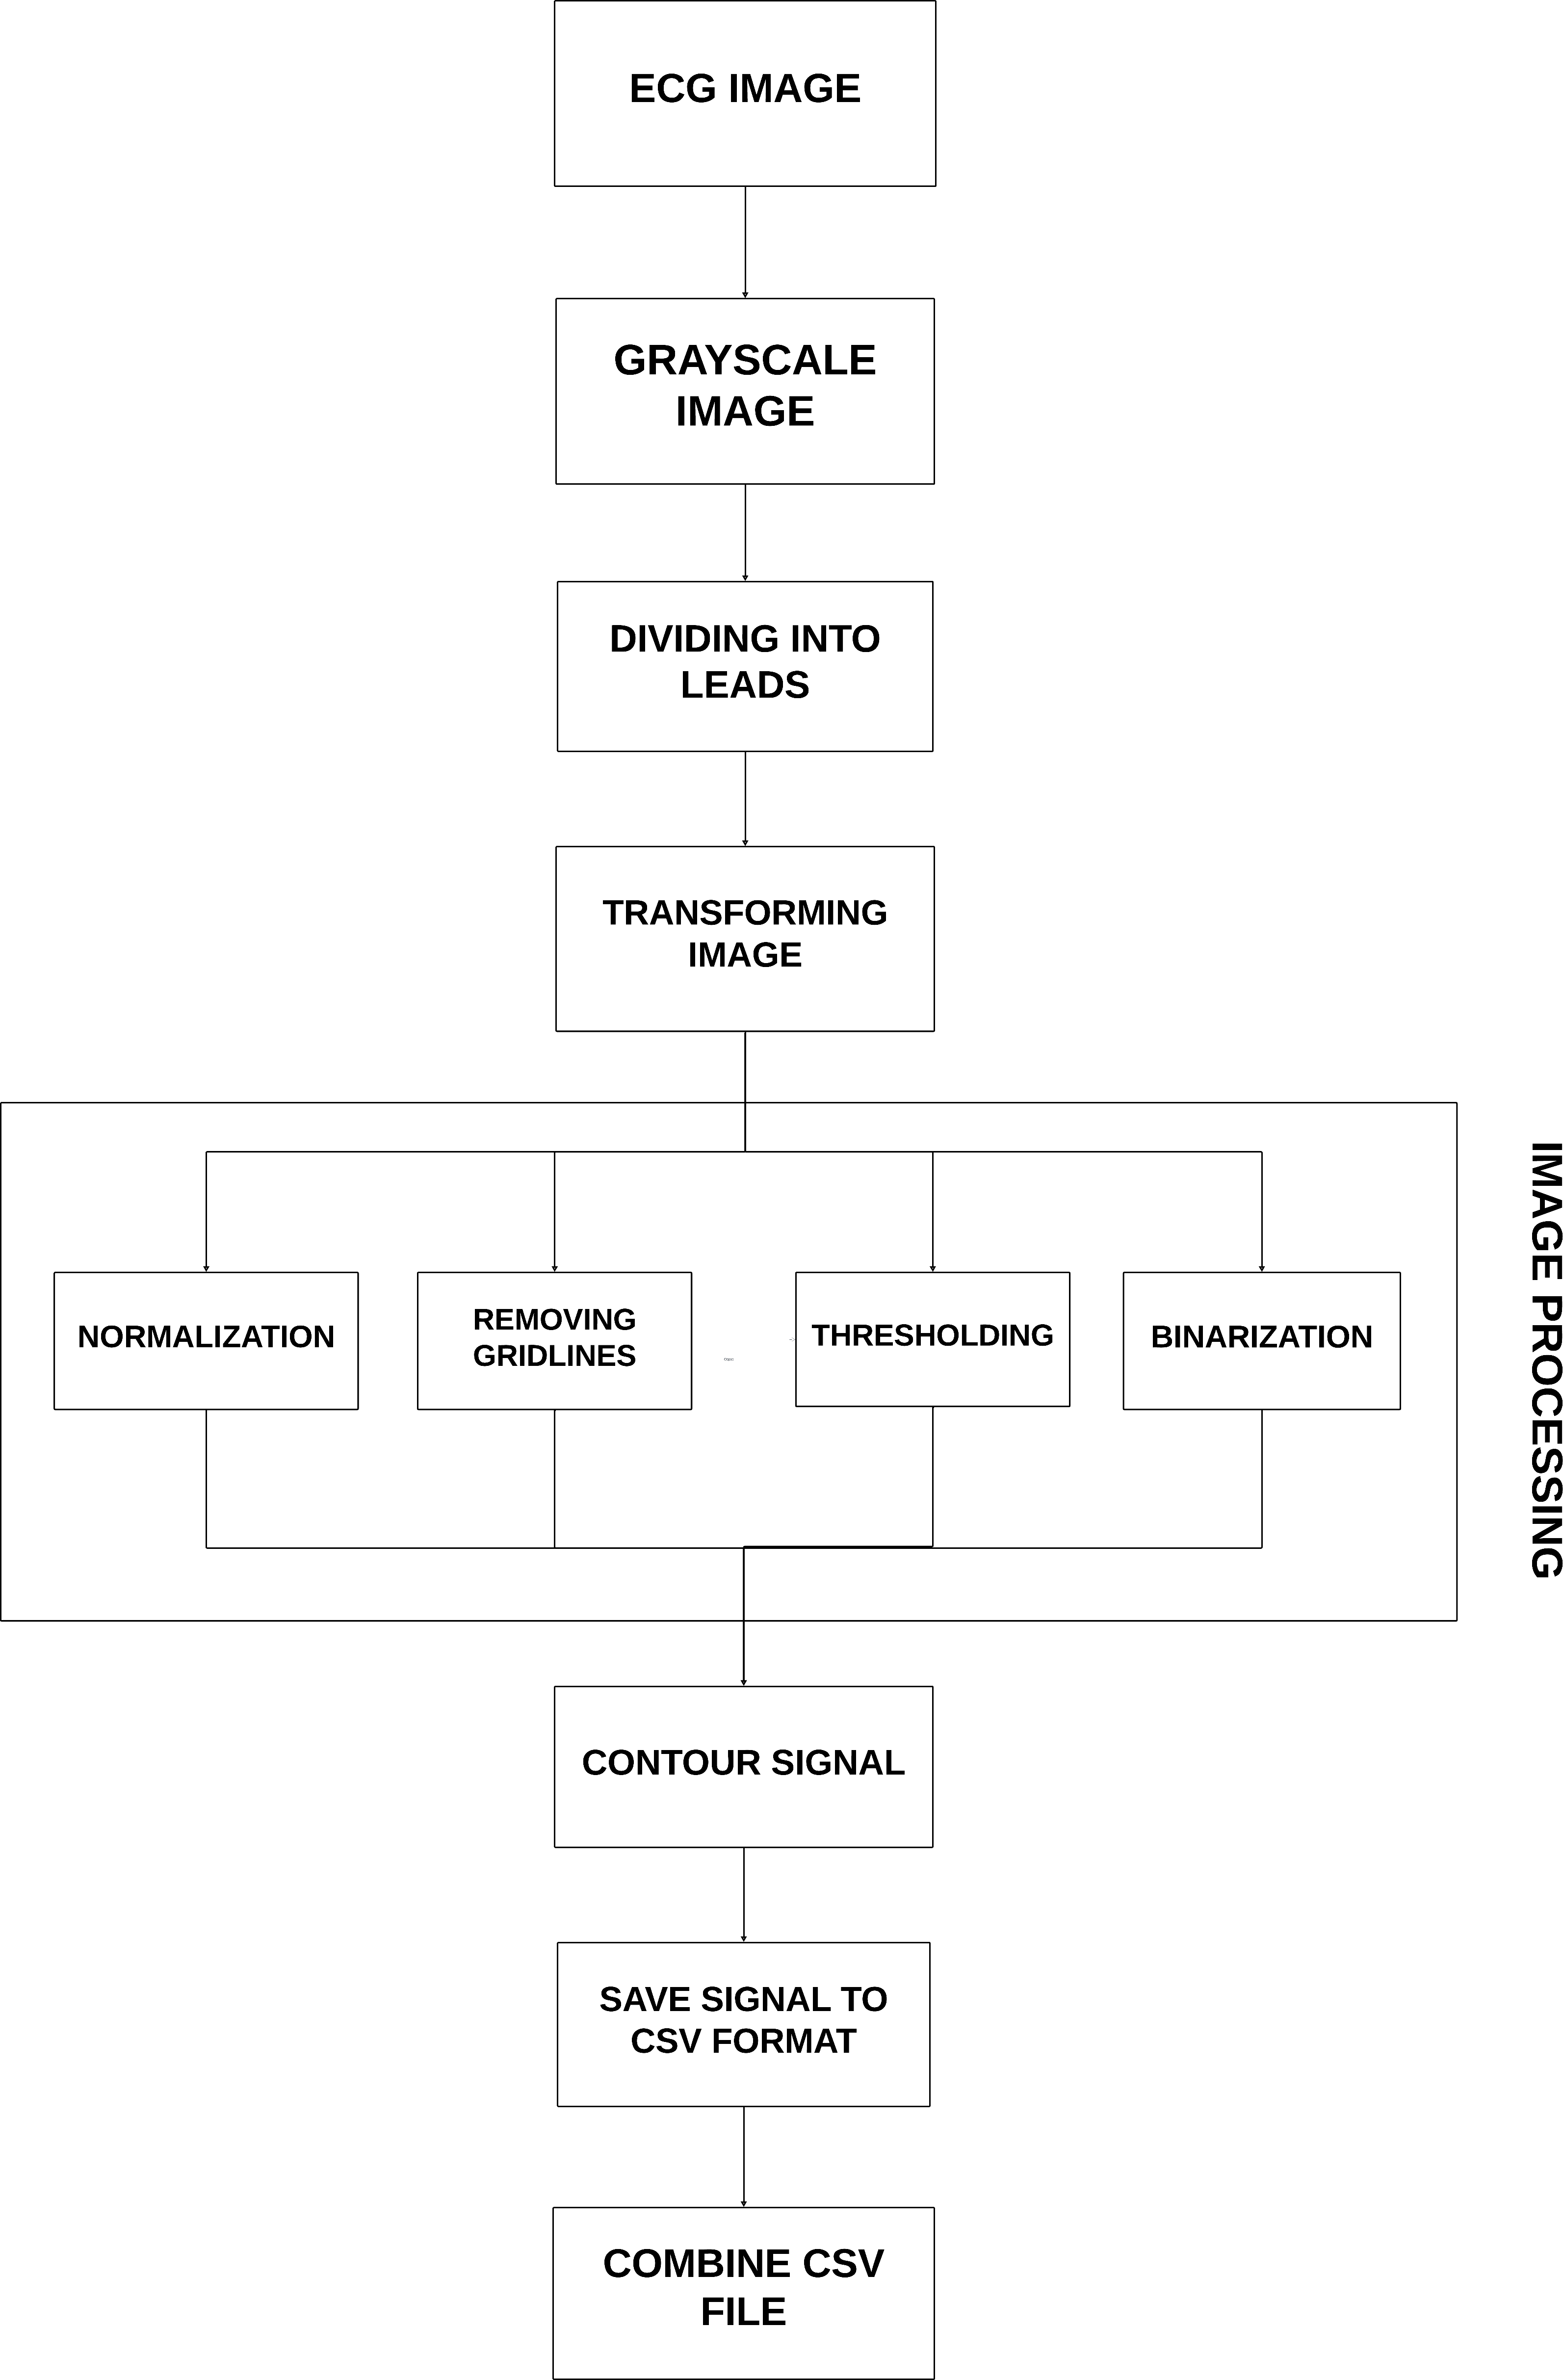 ECG IMAGE
GRAYSCALE
IMAGE
DIVIDING INTO
LEADS
TRANSFORMING
IMAGE
NORMALIZATION
REMOVING
GRIDLINES
THRESHOLDING
BINARIZATION
IMAGE PROCESSING
CONTOUR SIGNAL
SAVE SIGNAL TO
CSV FORMAT
COMBINE CSV
FILE